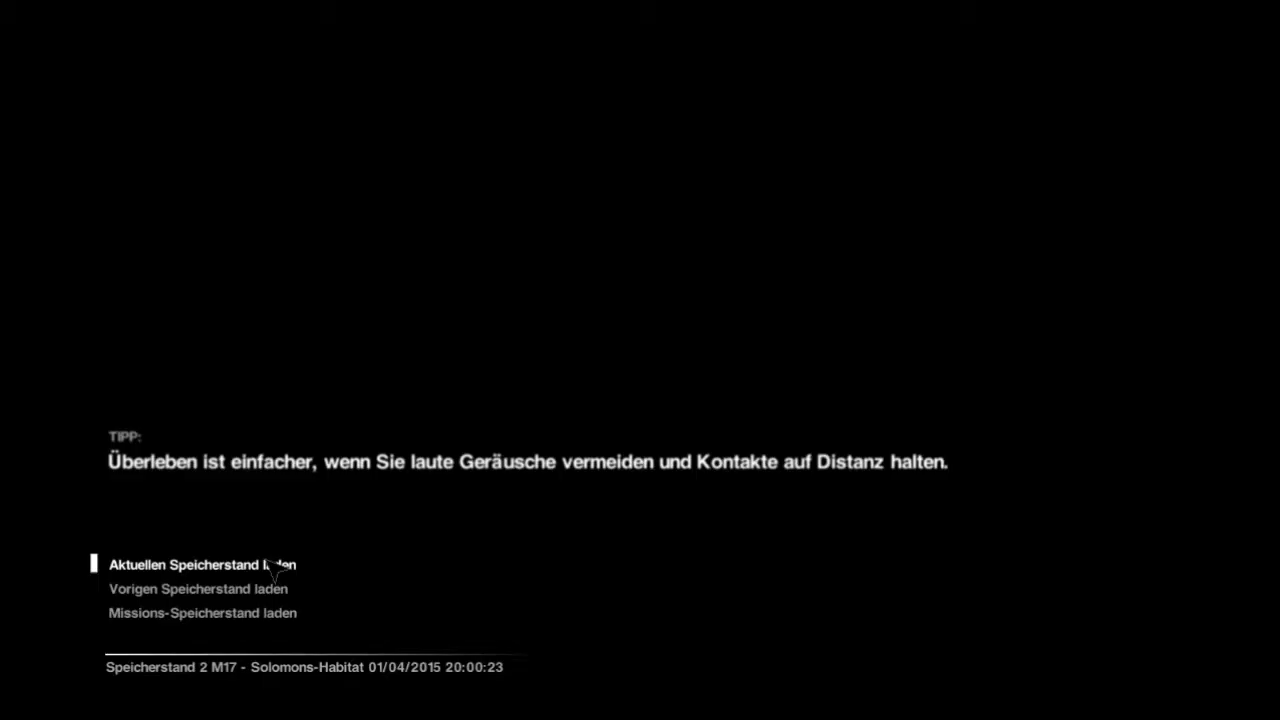 TIPP:
Überleben ist einfacher, wenn Sie laute Geräusche vermeiden und Kontakte auf Distanz halten.
Aktuellen Speicherstand laden
Vorigen Speicherstand laden
Missions-Speicherstand laden
Speicherstand 2 M17 - Solomons-Habitat 01/04/2015 20:00:23